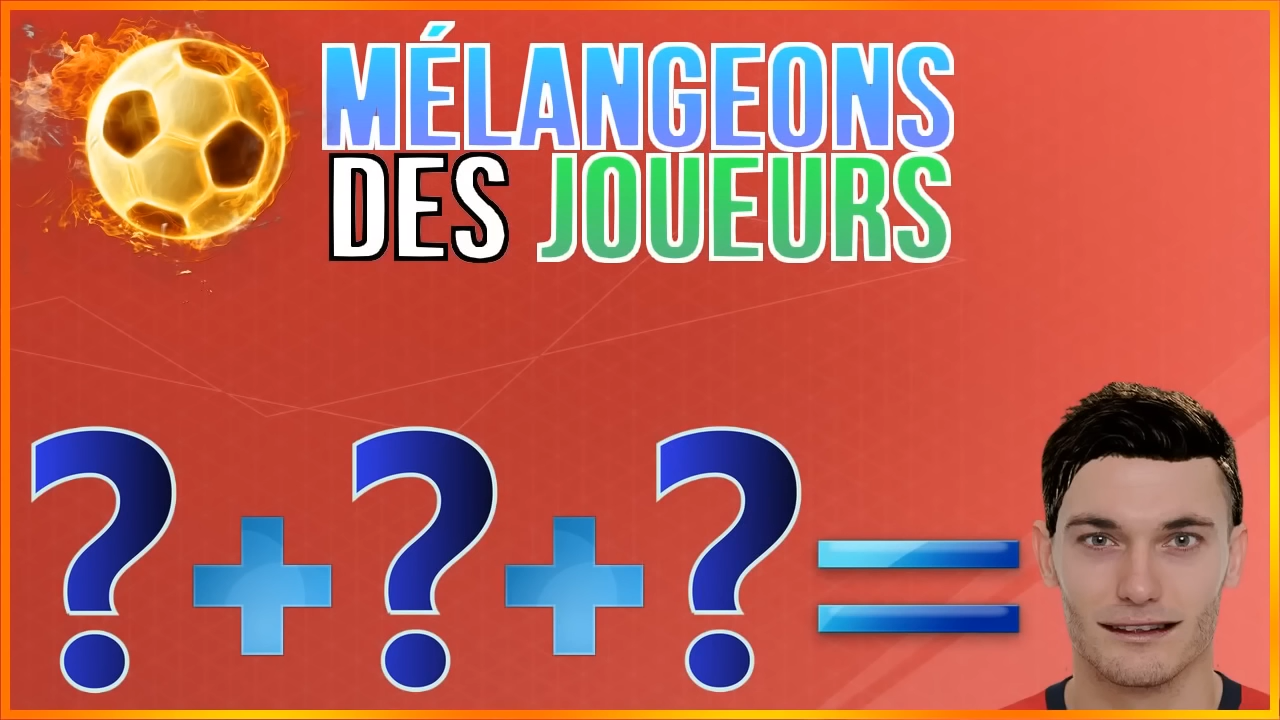 MÉLANGEONS
DES JOUEURS
? + ? + ? =